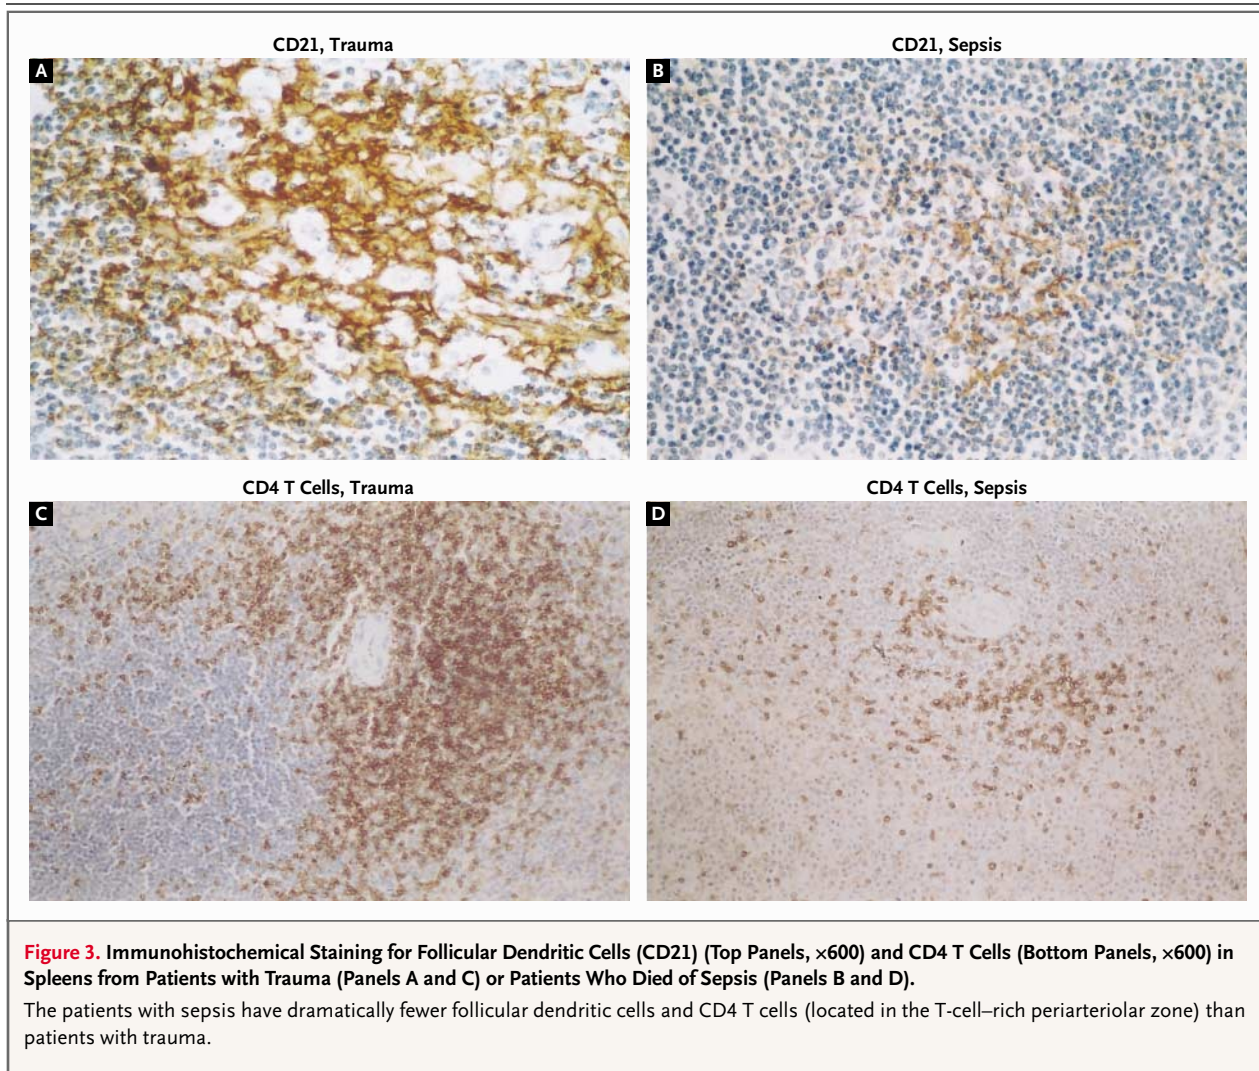 CD21, Trauma
CD21, Sepsis
A
B
CD4 T Cells, Trauma
CD4 T Cells, Sepsis
C
D
Figure 3. Immunohistochemical Staining for Follicular Dendritic Cells (CD21) (Top Panels, ×600) and CD4 T Cells (Bottom Panels, ×600) in
Spleens from Patients with Trauma (Panels A and C) or Patients Who Died of Sepsis (Panels B and D).
The patients with sepsis have dramatically fewer follicular dendritic cells and CD4 T cells (located in the T-cell–rich periarteriolar zone) than
patients with trauma.